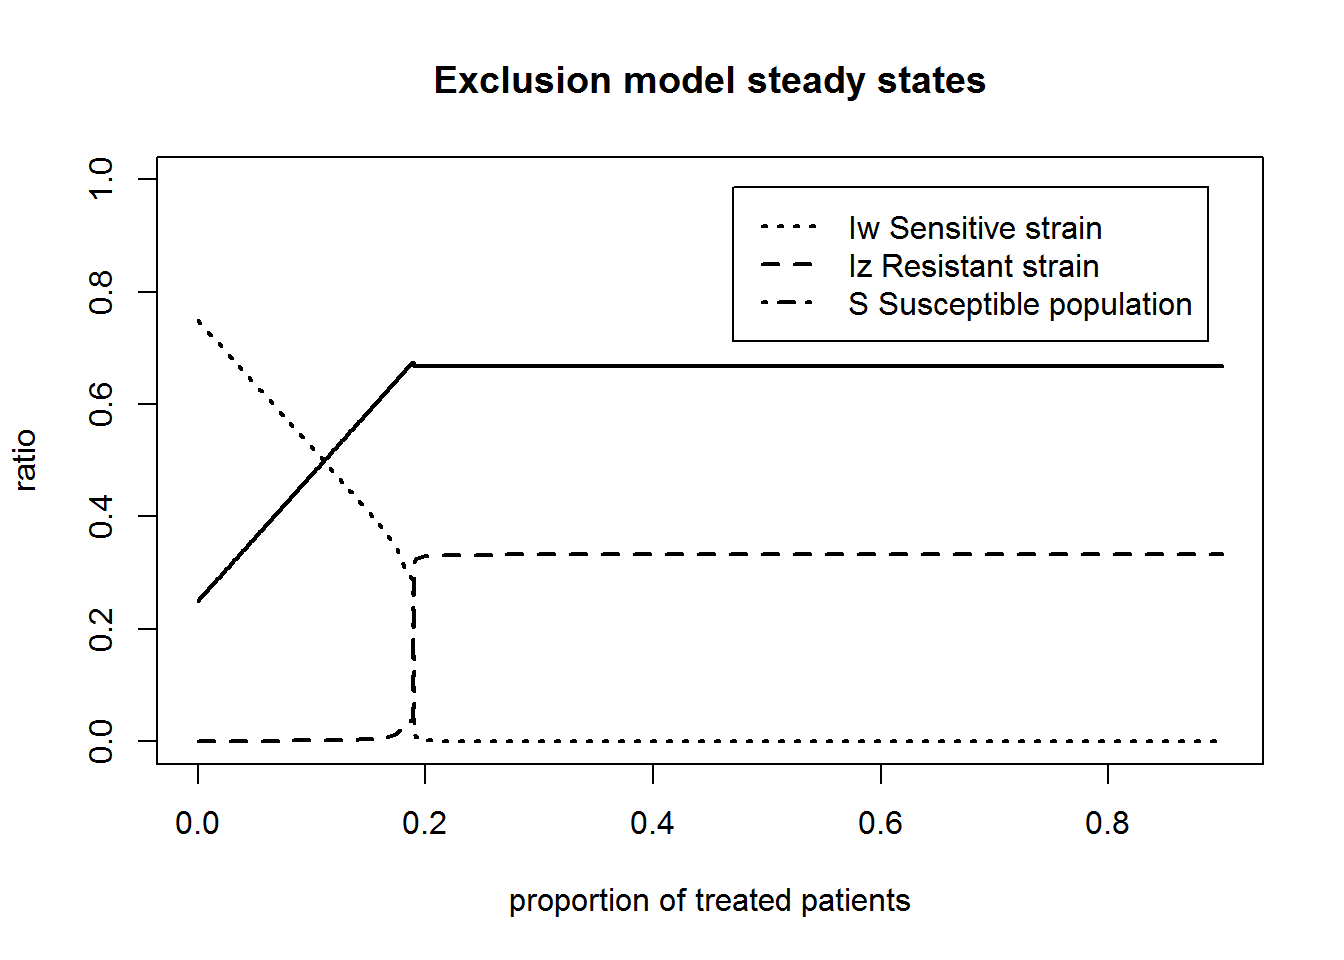 Exclusion model steady states
1.0
0.8
0.6
0.4
0.2
0.0
ratio
Iw Sensitive strain
Iz Resistant strain
S Susceptible population
0.0 0.2 0.4 0.6 0.8
proportion of treated patients